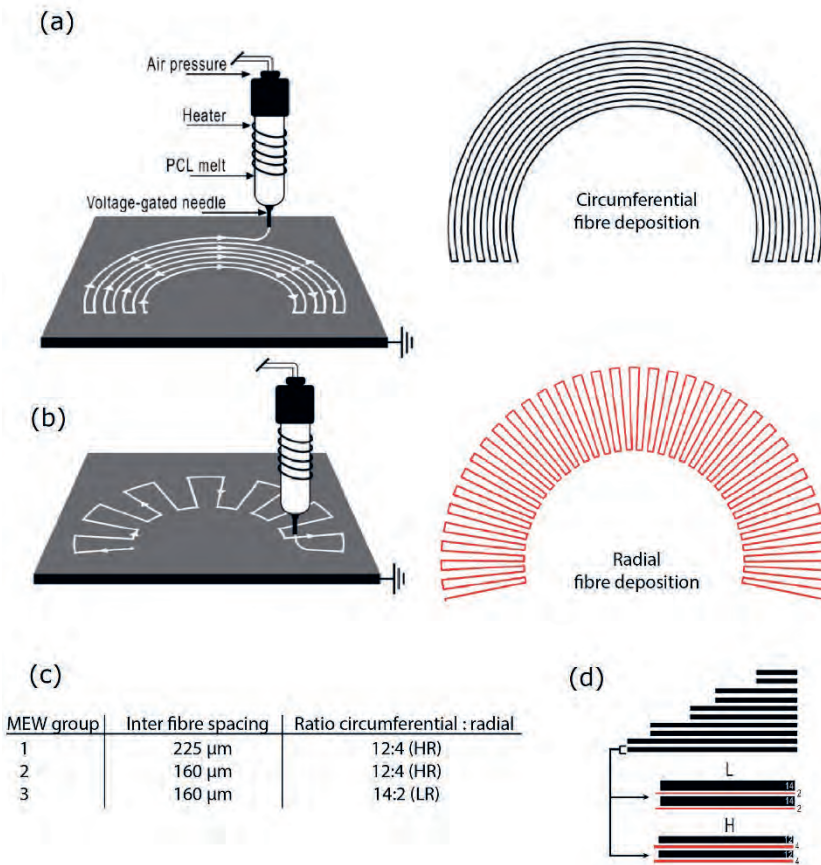 (a)
Air pressure
Heater
PCL melt
Voltage-gated needle
Circumferential
fibre deposition
(b)
Radial
fibre deposition
(c)
MEW group Inter fibre spacing Ratio circumferential : radial
1 225 µm 12:4 (HR)
2 160 µm 12:4 (HR)
3 160 µm 14:2 (LR)
(d)
L
14
2
14
2
H
12
4
12
4